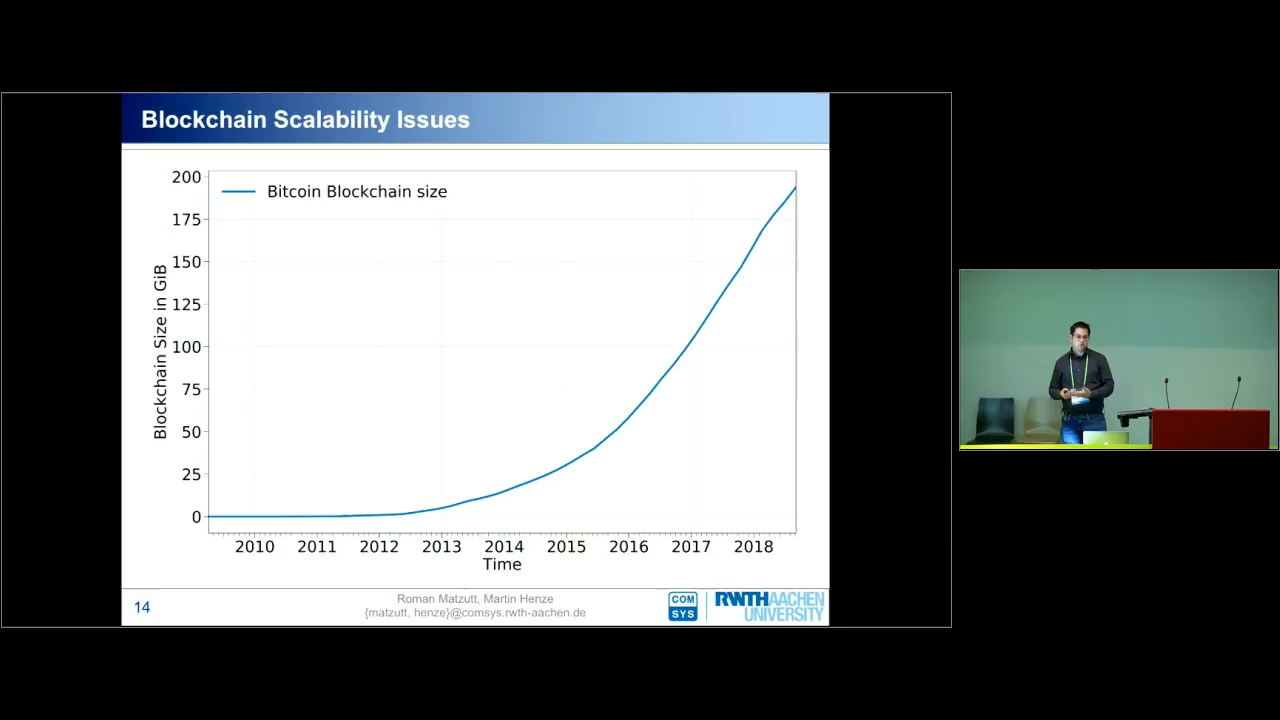 Blockchain Scalability Issues
Bitcoin Blockchain size
200
175
150
125
100
75
50
25
0
Blockchain Size in GiB
2010 2011 2012 2013 2014 2015 2016 2017 2018
Time
14
Roman Matzutt, Martin Henze
{matzutt, henze}@comsys.rwth-aachen.de
COM
SYS
RWTH AACHEN
UNIVERSITY